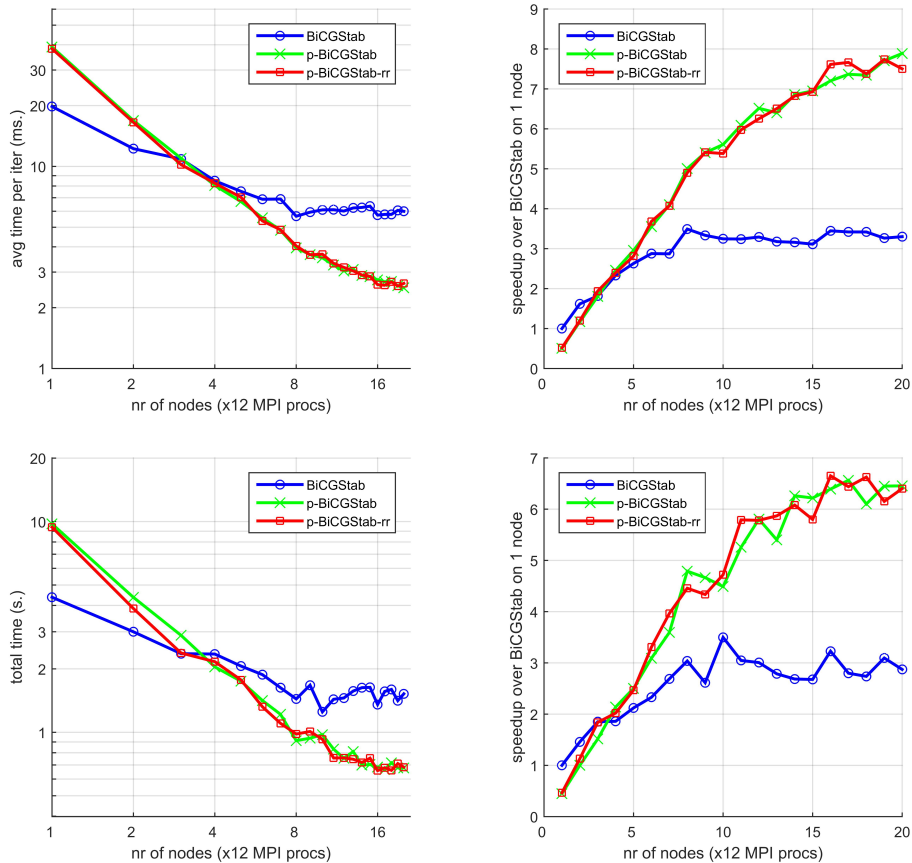 BiCGStab
p-BiCGStab
p-BiCGStab-rr
30
20
10
3
2
1
avg time per iter (ms.)
1
2
4
8
16
nr of nodes (x12 MPI procs)
BiCGStab
p-BiCGStab
p-BiCGStab-rr
9
8
7
6
5
4
3
2
1
0
speedup over BiCGStab on 1 node
0
5
10
15
20
nr of nodes (x12 MPI procs)
BiCGStab
p-BiCGStab
p-BiCGStab-rr
20
10
3
2
1
total time (s.)
1
2
4
8
16
nr of nodes (x12 MPI procs)
BiCGStab
p-BiCGStab
p-BiCGStab-rr
7
6
5
4
3
2
1
0
speedup over BiCGStab on 1 node
0
5
10
15
20
nr of nodes (x12 MPI procs)